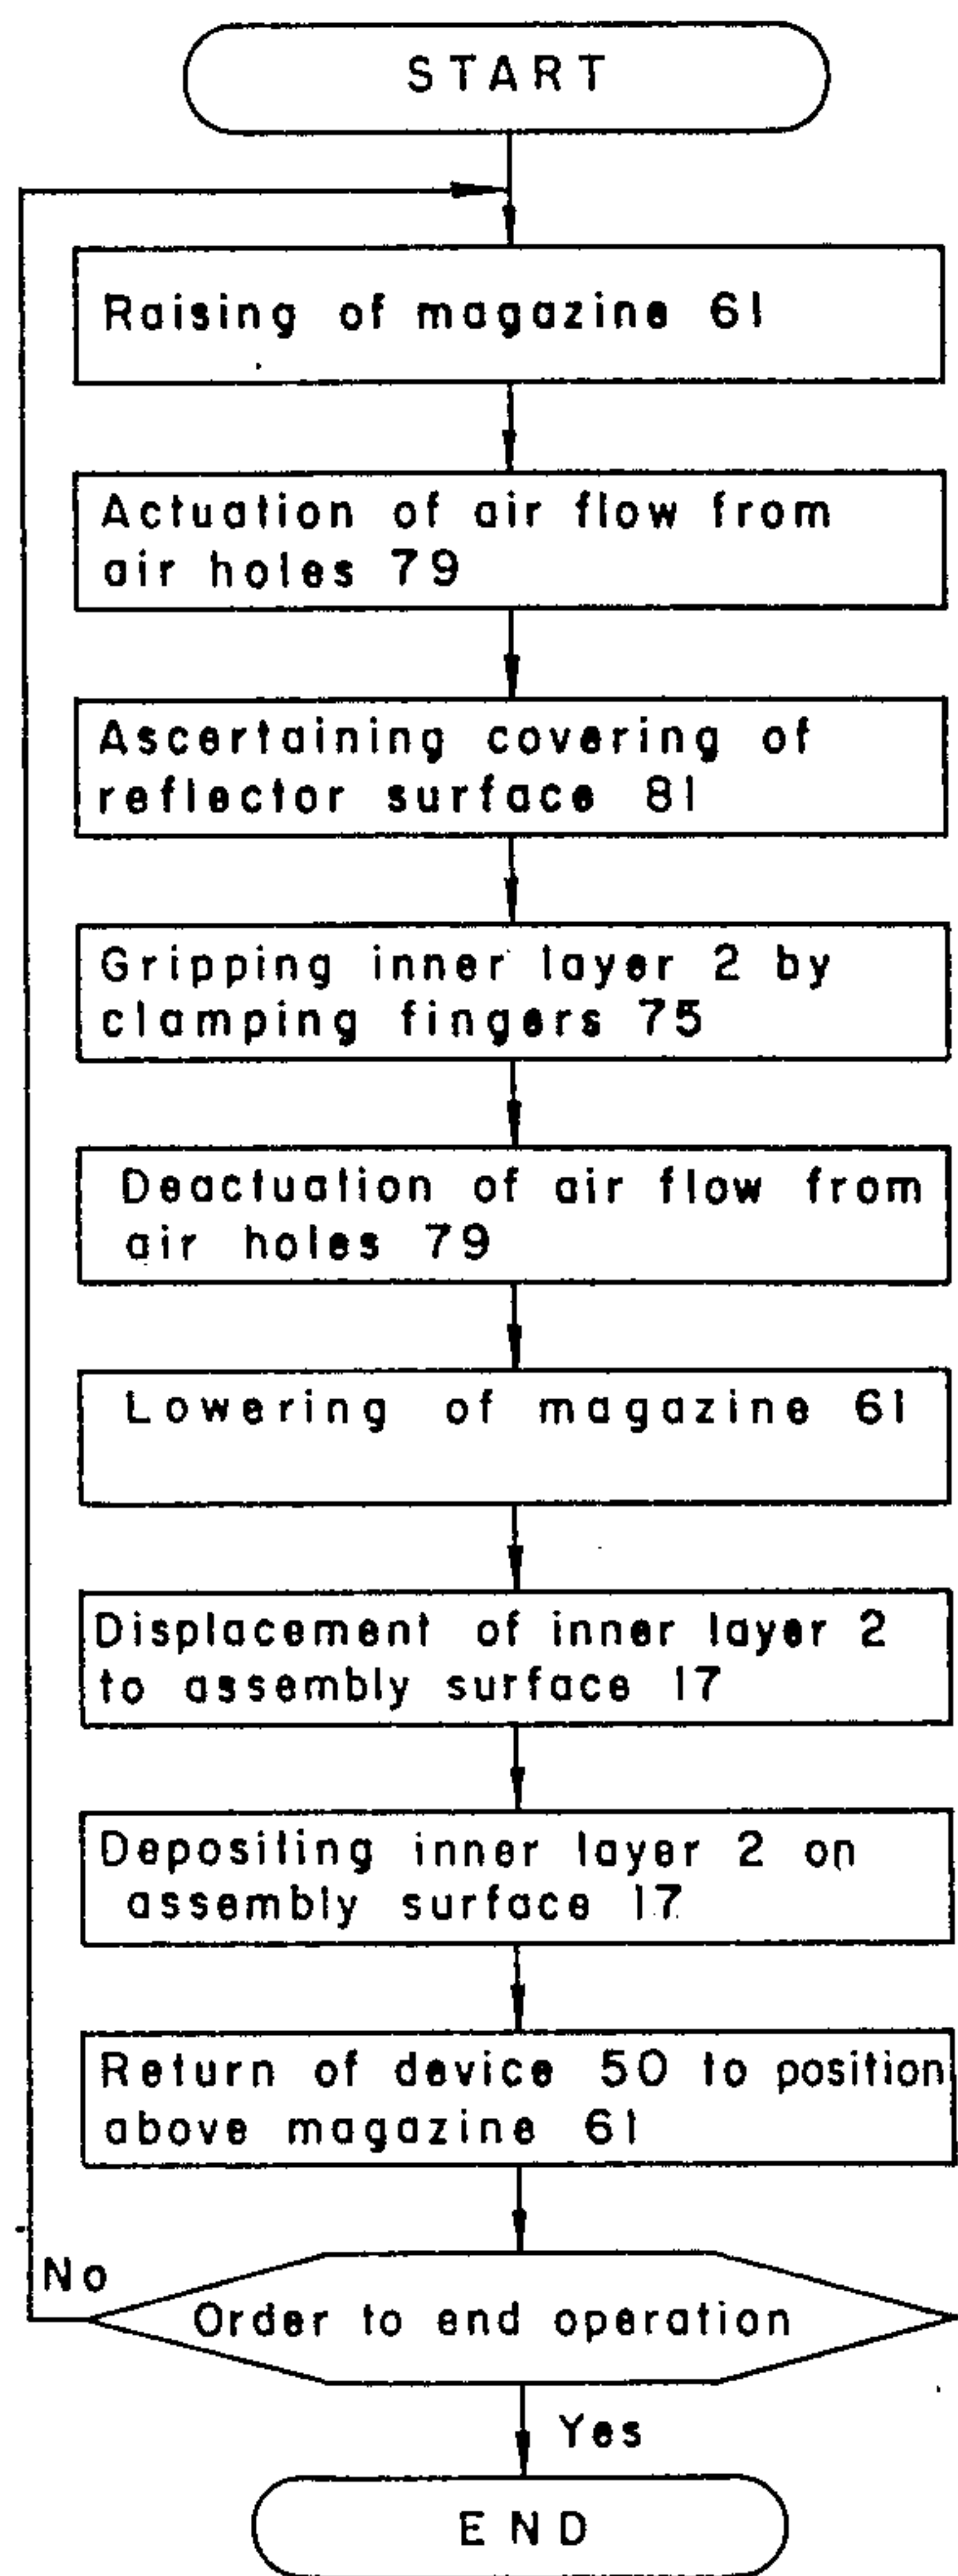 START
Raising of magazine 61
Actuation of air flow from
air holes 79
Ascertaining covering of
reflector surface 81
Gripping inner layer 2 by
clamping fingers 75
Deactuation of air flow from
air holes 79
Lowering of magazine 61
Displacement of inner layer 2
to assembly surface 17
Depositing inner layer 2 on
assembly surface 17
Return of device 50 to position
above magazine 61
No
Order to end operation
Yes
END